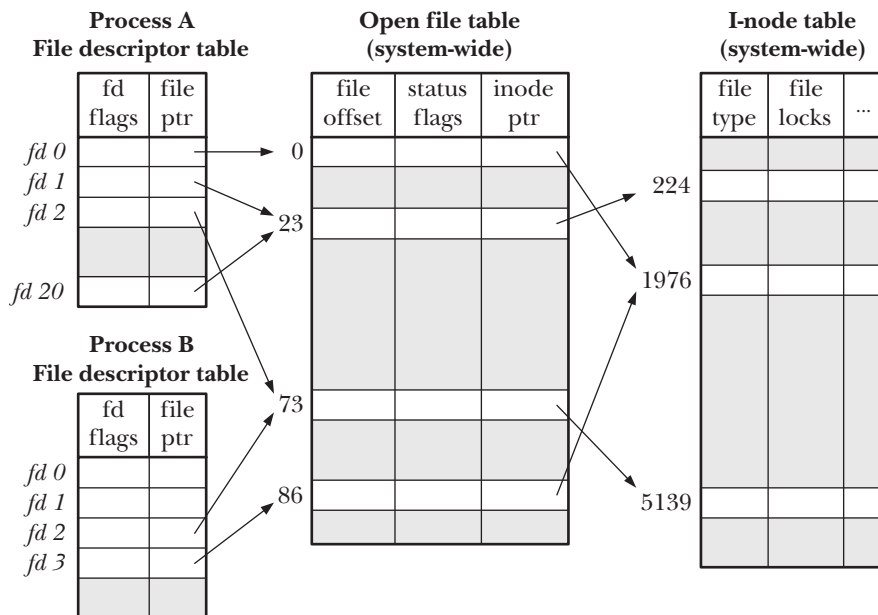 Process A
File descriptor table
fd
flags
file
ptr
fd 0
fd 1
fd 2
fd 20
Process B
File descriptor table
fd
flags
file
ptr
fd 0
fd 1
fd 2
fd 3
Open file table
(system-wide)
file
offset
status
flags
inode
ptr
0
23
73
86
I-node table
(system-wide)
file
type
file
locks
...
224
1976
5139